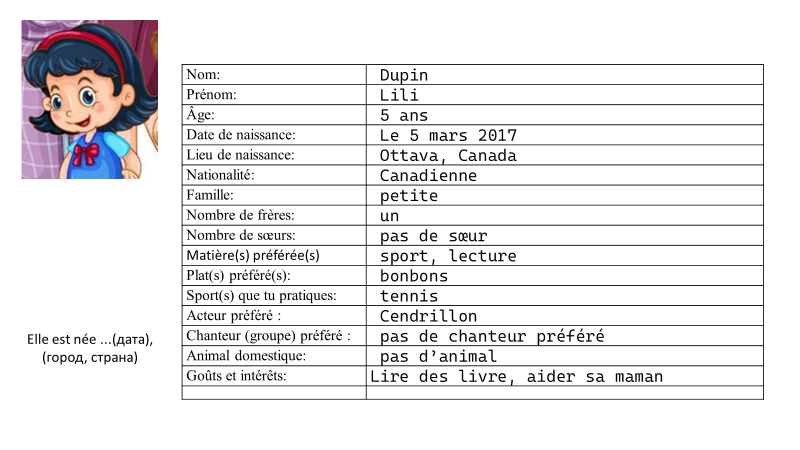 Nom: Dupin
Prénom: Lili
Âge: 5 ans
Date de naissance: Le 5 mars 2017
Lieu de naissance: Ottava, Canada
Nationalité: Canadienne
Famille: petite
Nombre de frères: un
Nombre de sœurs: pas de sœur
Matière(s) préférée(s) sport, lecture
Plat(s) préféré(s): bonbons
Sport(s) que tu pratiques: tennis
Acteur préféré : Cendrillon
Chanteur (groupe) préféré : pas de chanteur préféré
Animal domestique: pas d’animal
Goûts et intérêts: Lire des livre, aider sa maman
Elle est née ...(дата),
(город, страна)